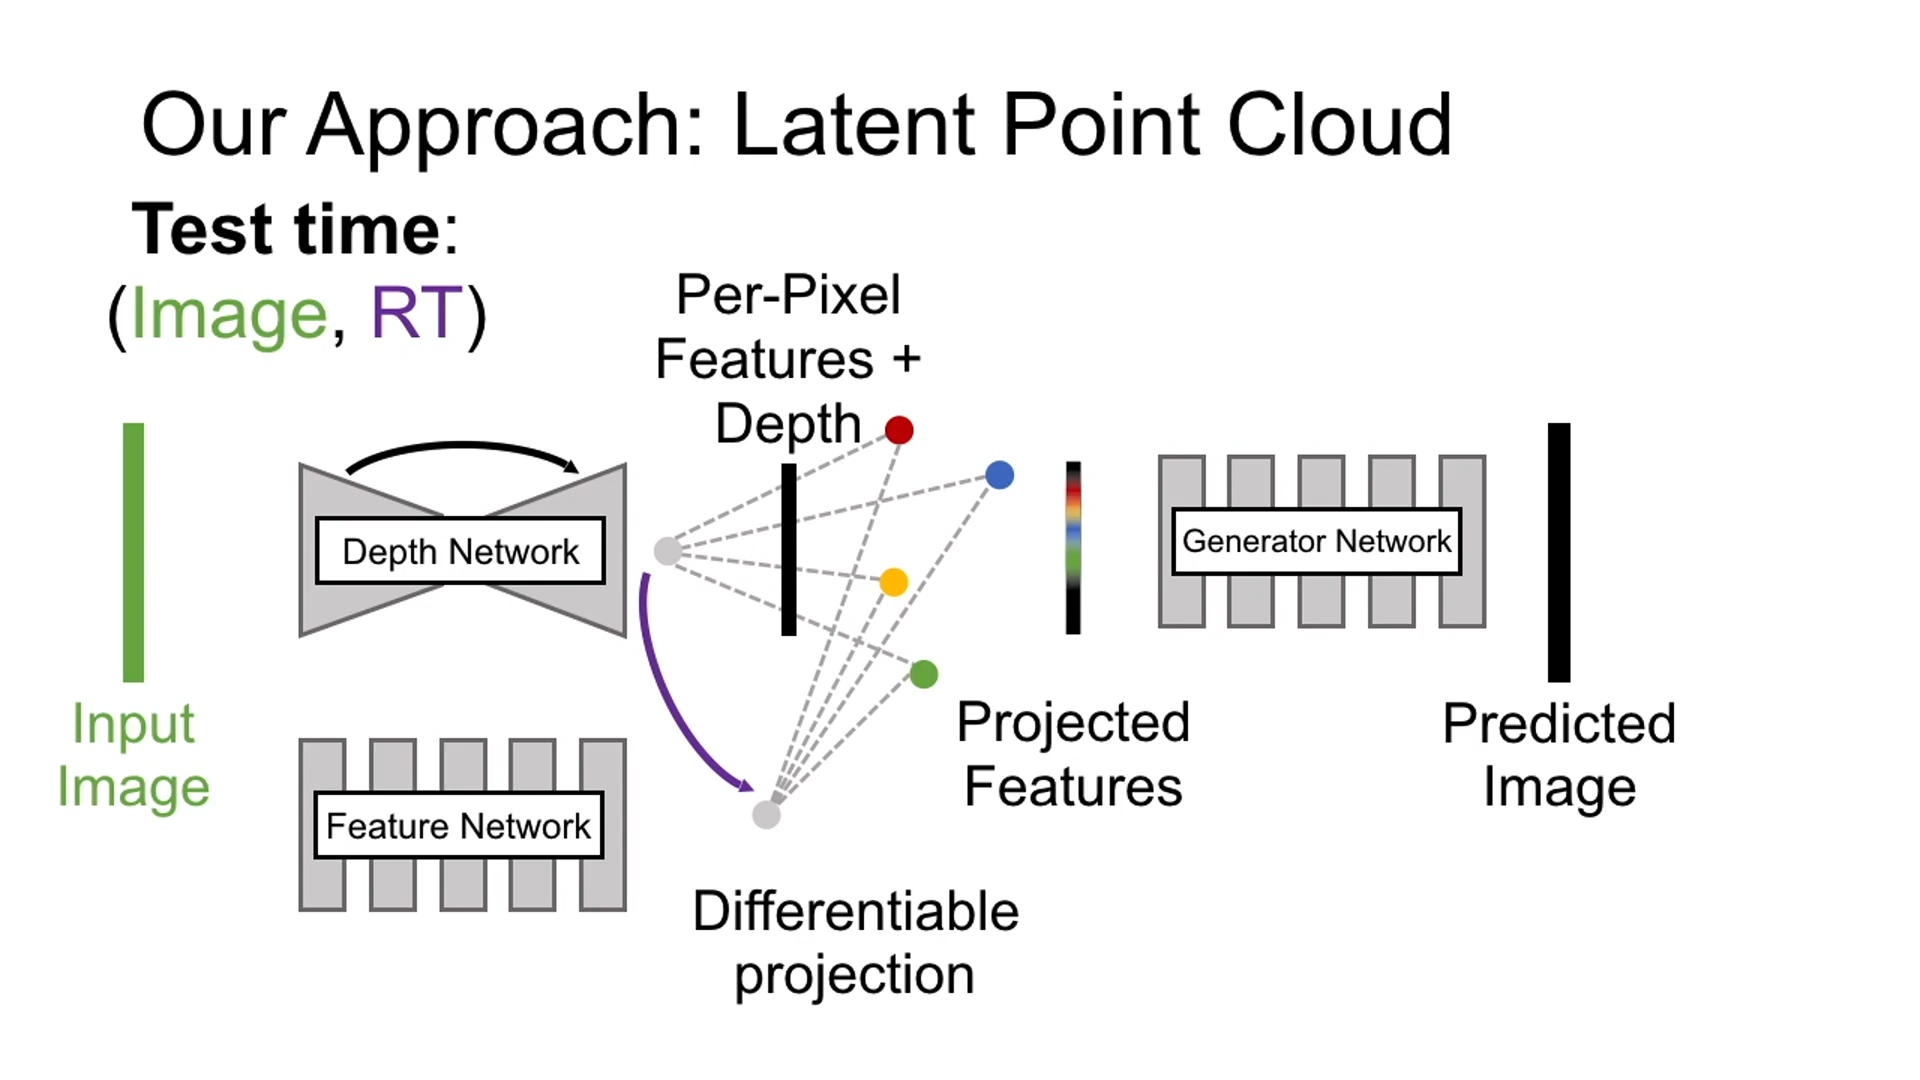 Our Approach: Latent Point Cloud
Test time:
(Image, RT)
Per-Pixel
Features +
Depth
Depth Network
Generator Network
Input
Image
Feature Network
Projected
Features
Predicted
Image
Differentiable
projection